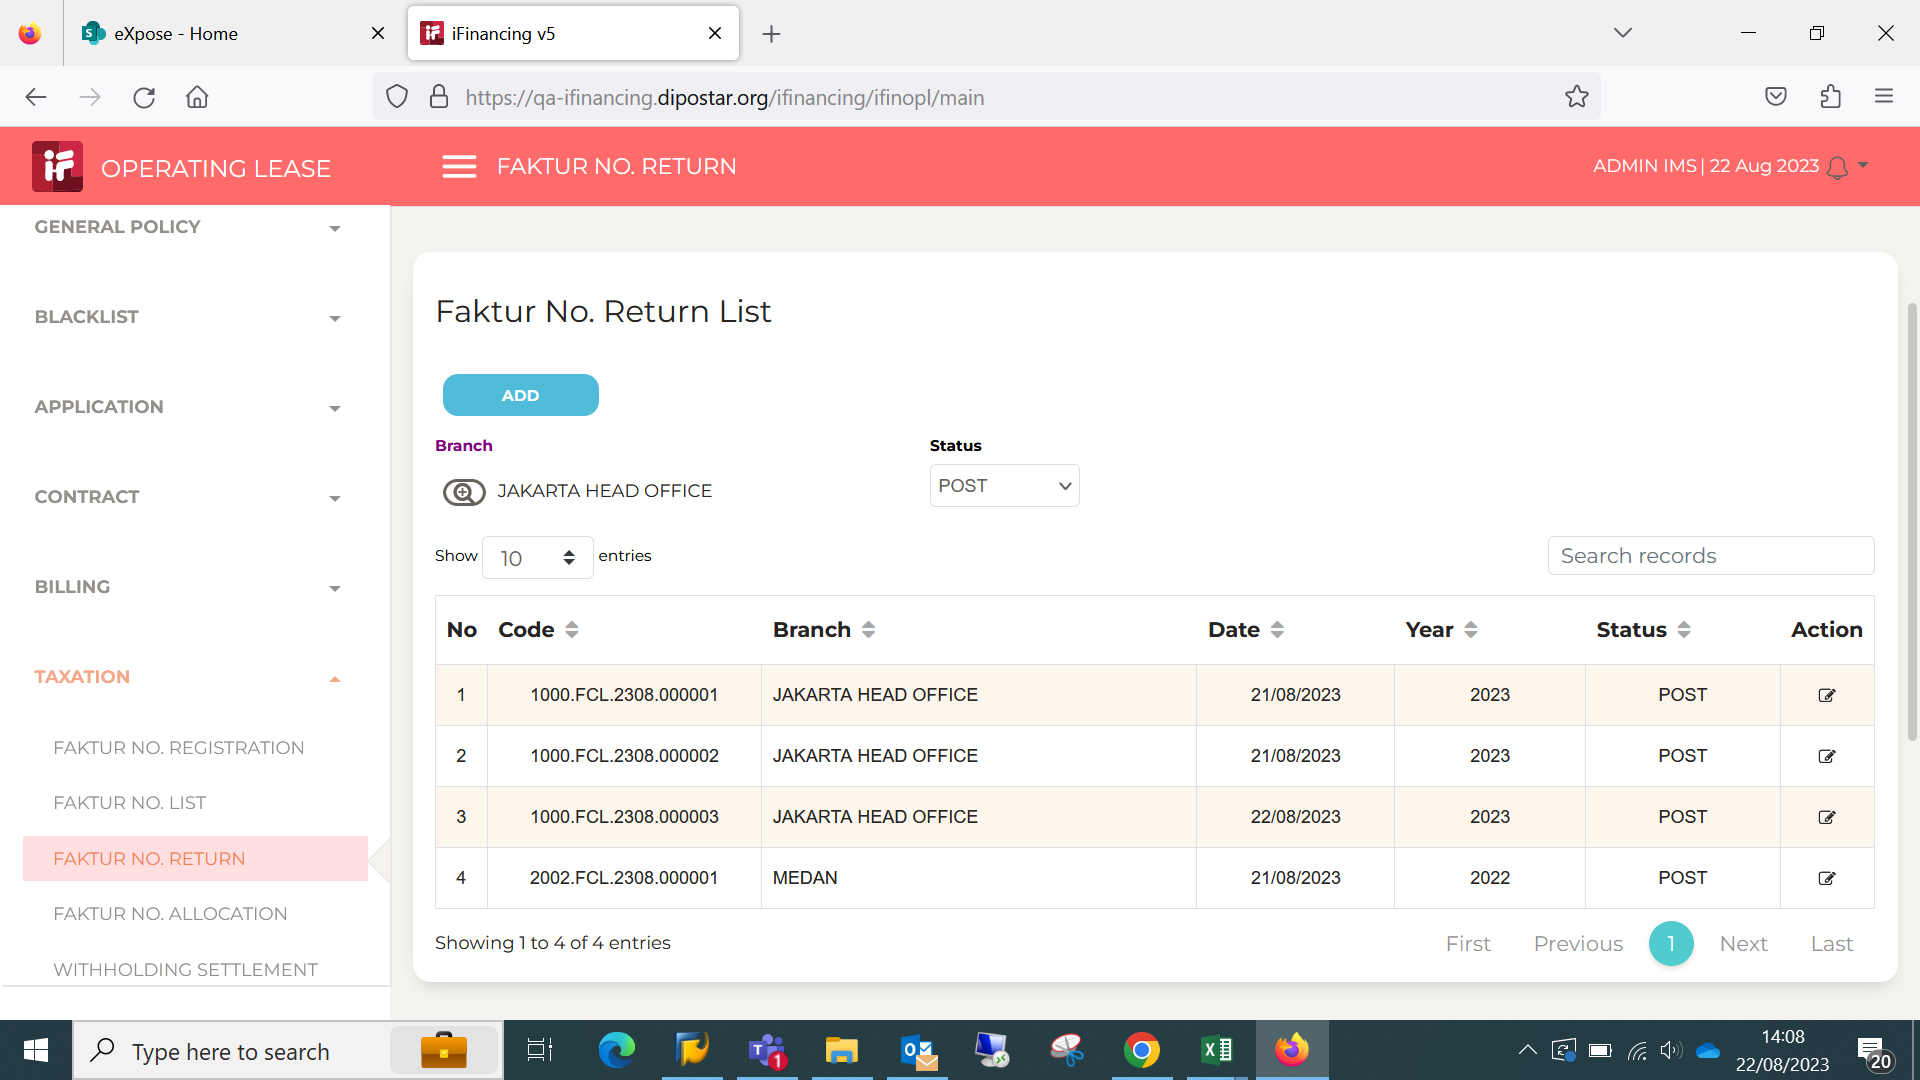 eXpose - Home
iFinancing v5
https://qa-ifinancing.dipostar.org/ifinancing/ifinopl/main
iF OPERATING LEASE
FAKTUR NO. RETURN
ADMIN IMS | 22 Aug 2023
GENERAL POLICY
BLACKLIST
APPLICATION
CONTRACT
BILLING
TAXATION
FAKTUR NO. REGISTRATION
FAKTUR NO. LIST
FAKTUR NO. RETURN
FAKTUR NO. ALLOCATION
WITHHOLDING SETTLEMENT
Faktur No. Return List
ADD
Branch
JAKARTA HEAD OFFICE
Status
POST
Show 10 entries
Search records
No Code Branch Date Year Status Action
1 1000.FCL.2308.000001 JAKARTA HEAD OFFICE 21/08/2023 2023 POST
2 1000.FCL.2308.000002 JAKARTA HEAD OFFICE 21/08/2023 2023 POST
3 1000.FCL.2308.000003 JAKARTA HEAD OFFICE 22/08/2023 2023 POST
4 2002.FCL.2308.000001 MEDAN 21/08/2023 2022 POST
Showing 1 to 4 of 4 entries
First Previous 1 Next Last
Type here to search
1
14:08
22/08/2023
20